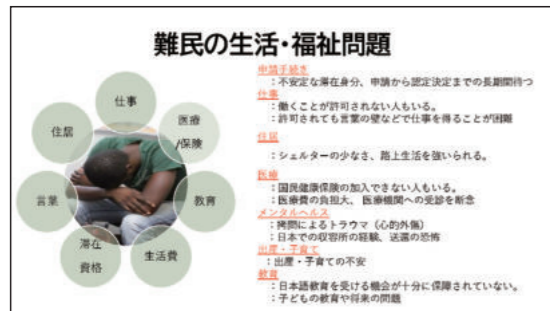 難民の生活・福祉問題
仕事
医療
/保険
教育
生活費
滞在
資格
言葉
住居
申請手続き
：不安定な滞在身分、申請から認定決定までの長期間待つ
仕事
：働くことが許可されない人もいる。
：許可されても言葉の壁などで仕事を得ることが困難
住居
：シェルターの少なさ、路上生活を強いられる。
医療
：国民健康保険の加入できない人もいる。
：医療費の負担大、医療機関への受診を断念
メンタルヘルス
：拷問によるトラウマ（心的外傷）
：日本での収容所の経験、送還の恐怖
出産・子育て
：出産・子育ての不安
教育
：日本語教育を受ける機会が十分に保障されていない。
：子どもの教育や将来の問題